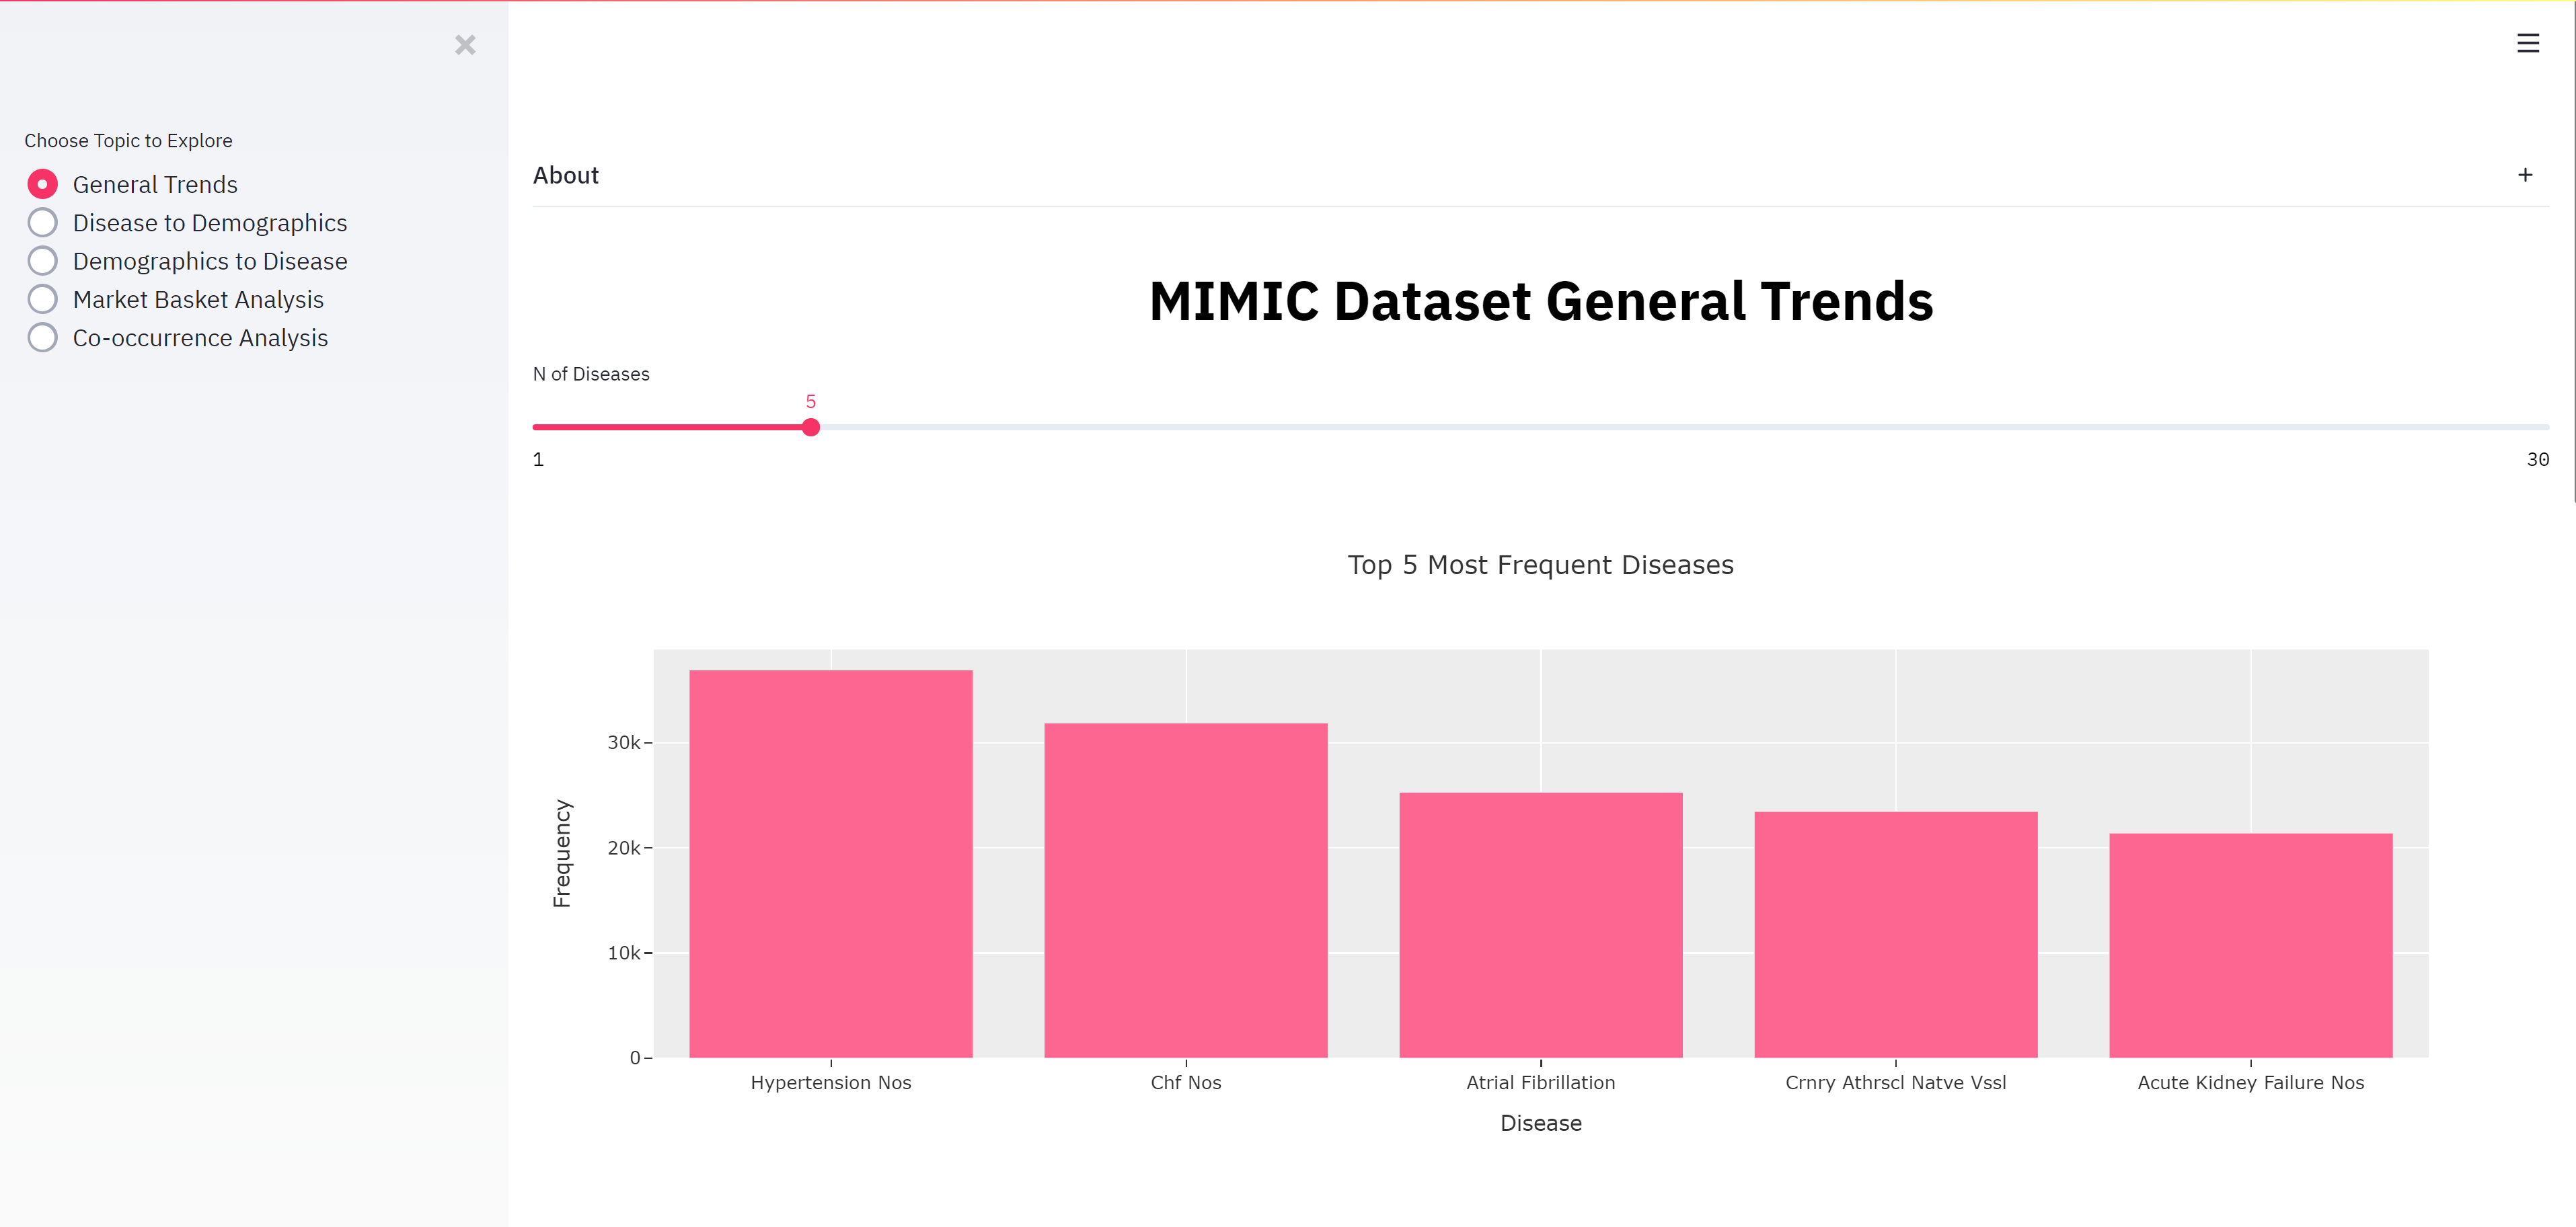 Choose Topic to Explore
General Trends
Disease to Demographics
Demographics to Disease
Market Basket Analysis
Co-occurrence Analysis
About
MIMIC Dataset General Trends
N of Diseases
5
1 30
Top 5 Most Frequent Diseases
Frequency
30k
20k
10k
0
Hypertension Nos Chf Nos Atrial Fibrillation Crnry Athrscl Natve Vssl Acute Kidney Failure Nos
Disease